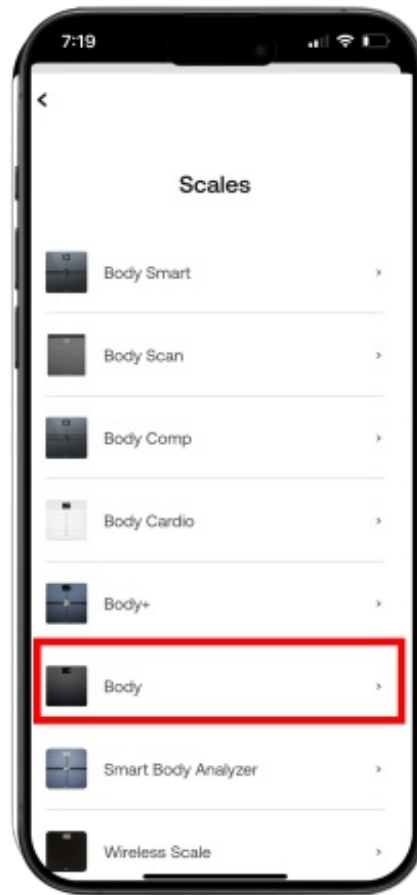 7:19
Scales
Body Smart
Body Scan
Body Comp
Body Cardio
Body+
Body
Smart Body Analyzer
Wireless Scale